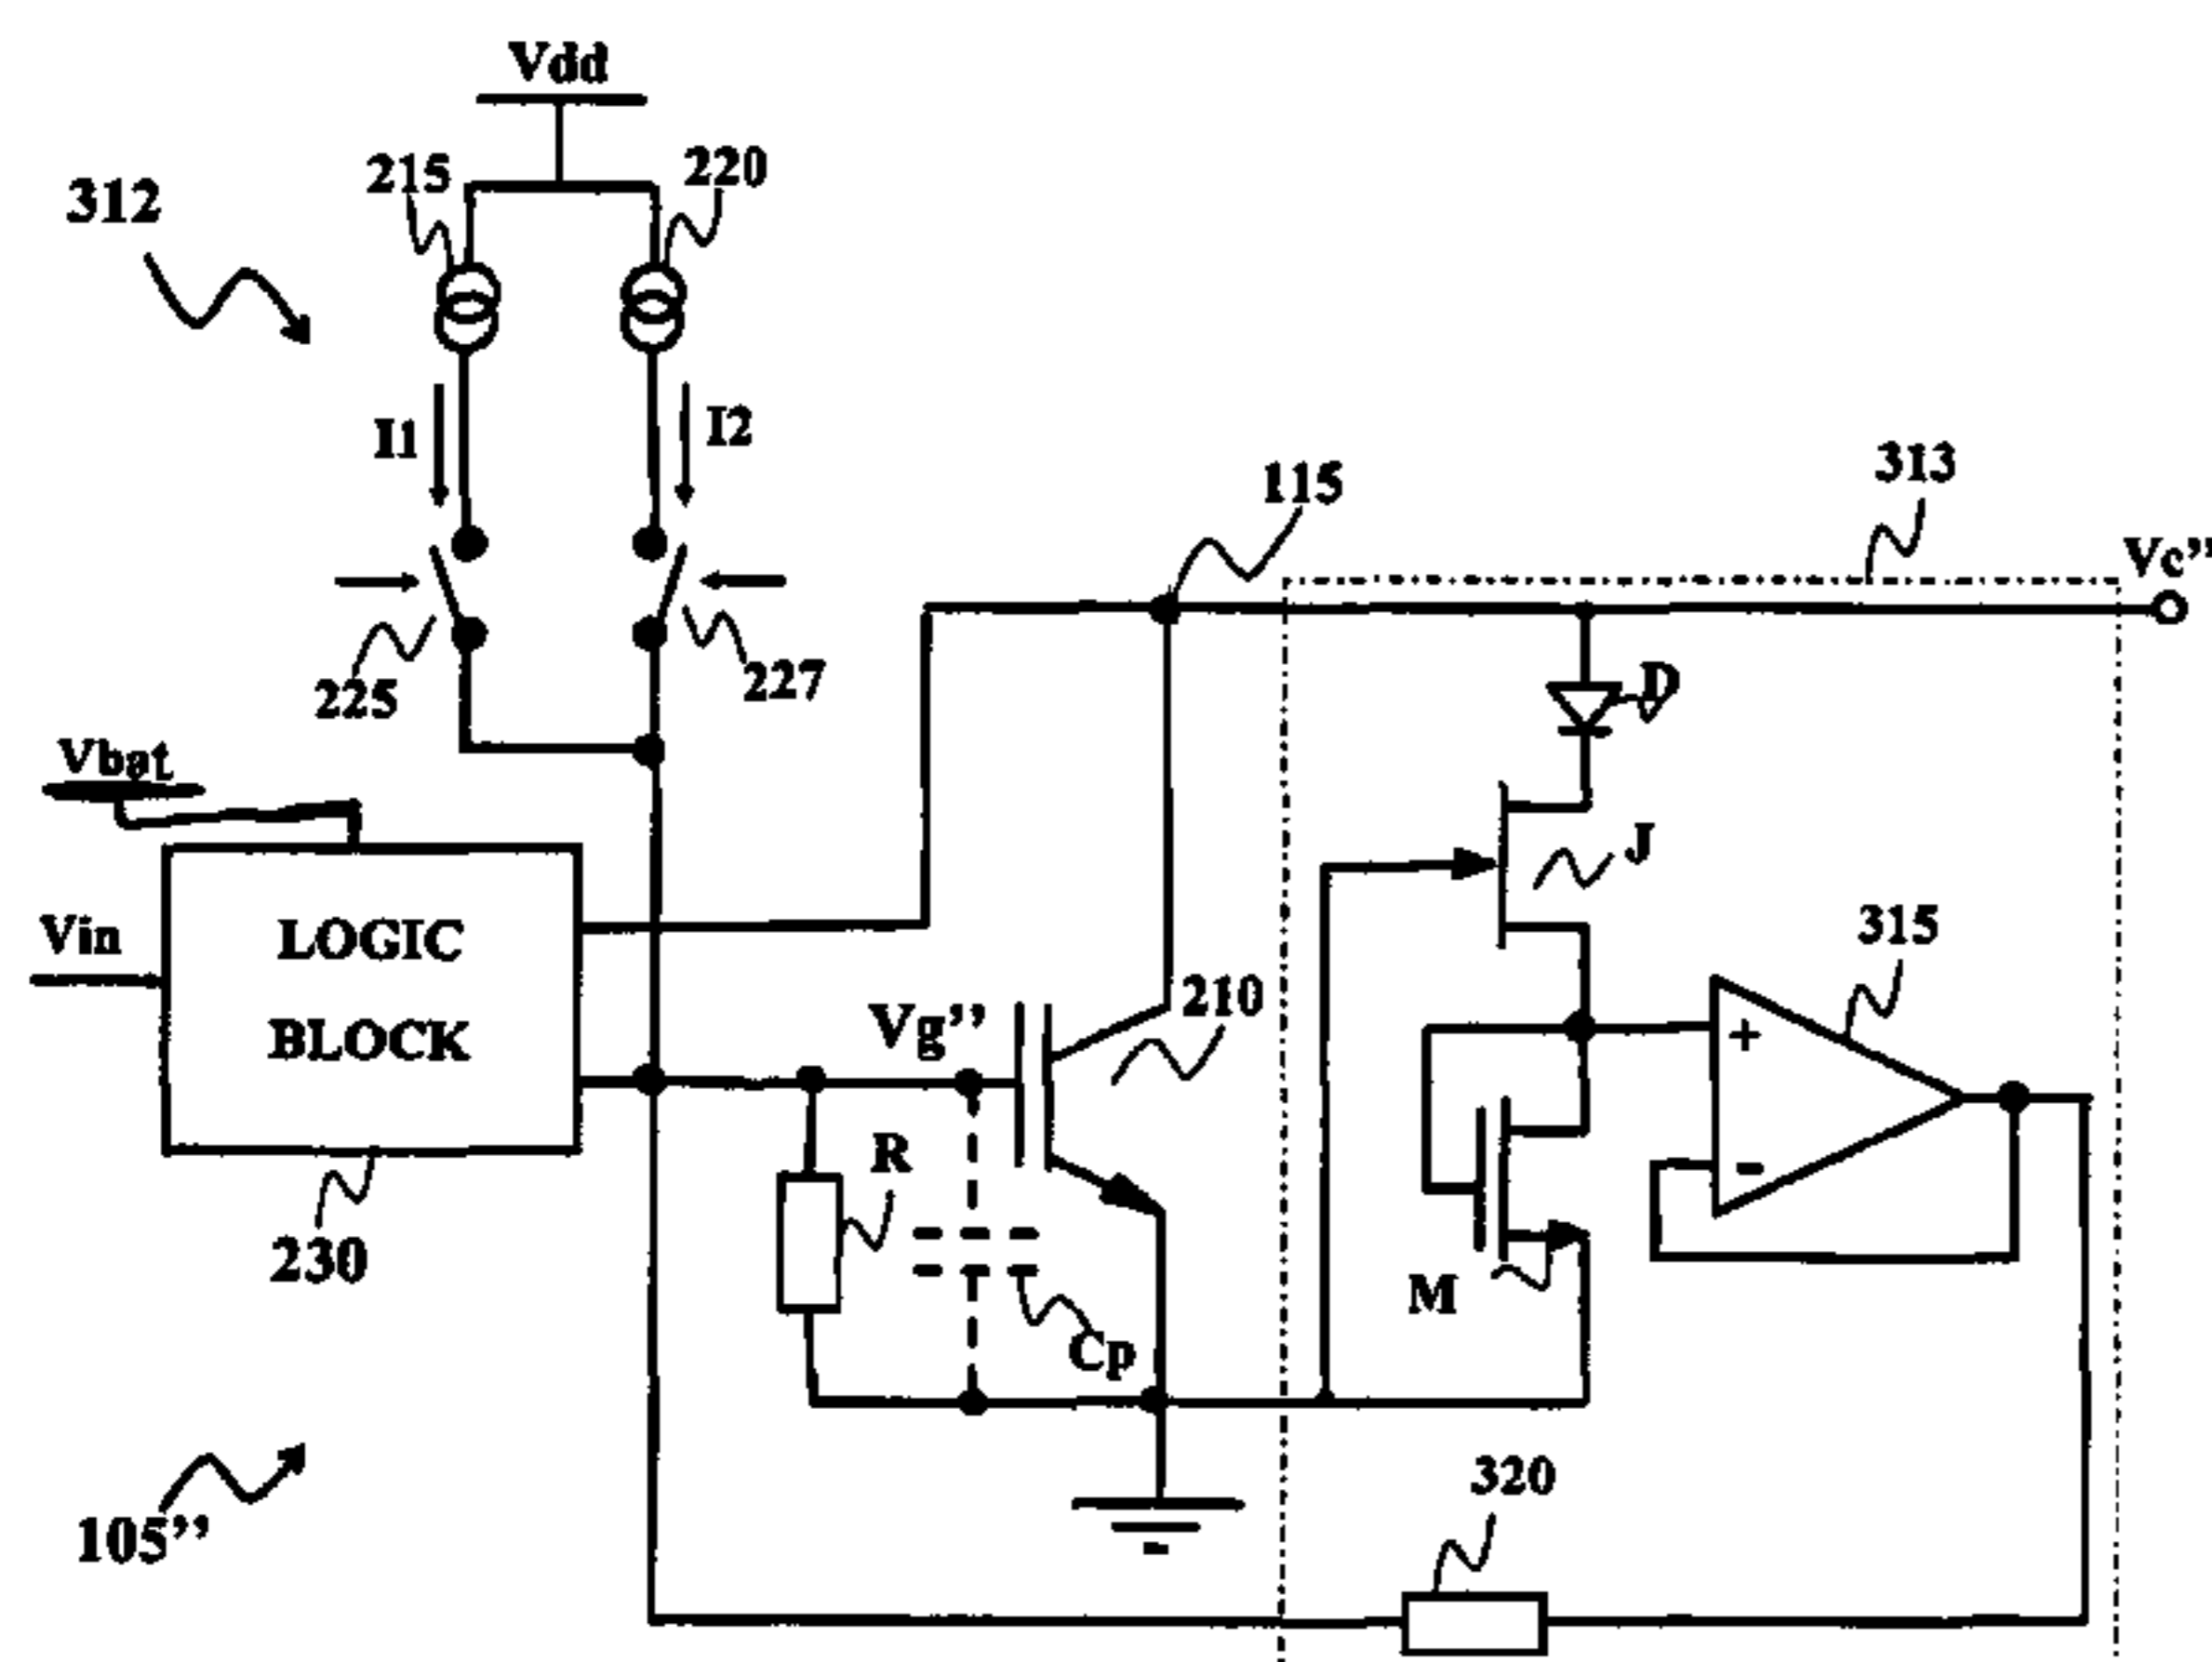 Vdd
215
220
312
I1
I2
115
313
Vc’’
225
227
D
Vbat
J
Vin
LOGIC
BLOCK
315
Vg’’
210
+
R
-
230
M
Cp
320
105’’